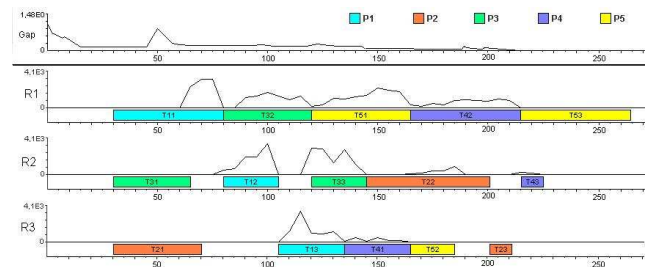 1,48E0 P1 P2 P3 P4 P5
Gap
0
50 100 150 200 250
4,1E3
R1
0
T11 T32 T51 T42 T53
50 100 150 200 250
4,1E3
R2
0
T31 T12 T33 T22 T43
50 100 150 200 250
4,1E3
R3
0
T21 T13 T41 T52 T23
50 100 150 200 250